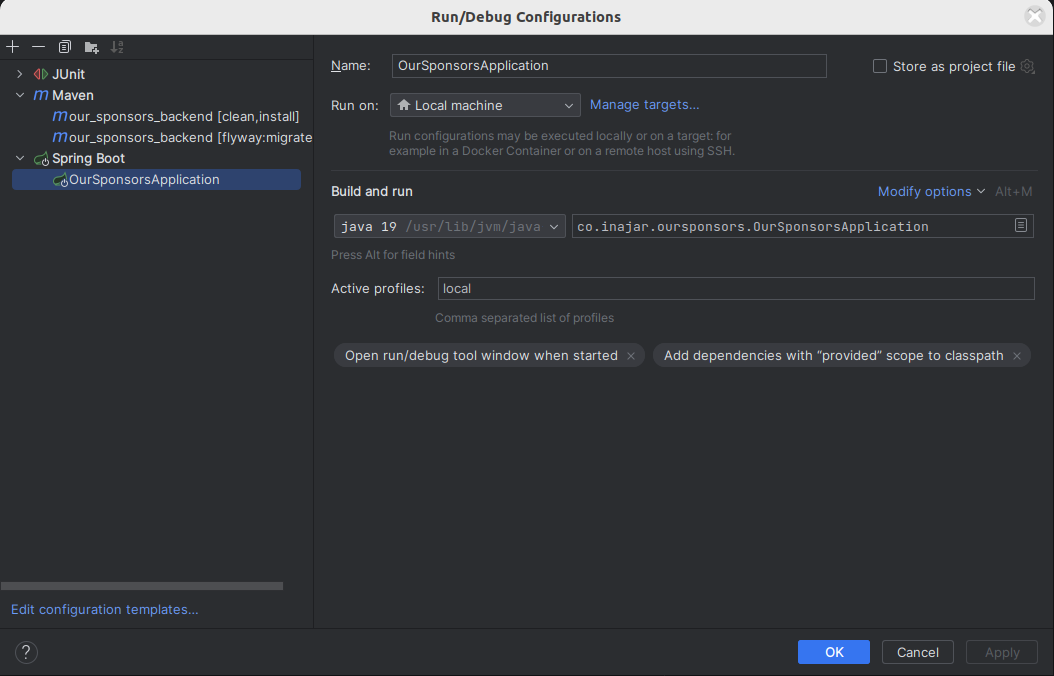 Run/Debug Configurations
JUnit
Maven
our_sponsors_backend [clean,install]
our_sponsors_backend [flyway:migrate
Spring Boot
OurSponsorsApplication
Edit configuration templates...
Name: OurSponsorsApplication
Store as project file
Run on: Local machine Manage targets...
Run configurations may be executed locally or on a target: for
example in a Docker Container or on a remote host using SSH.
Build and run Modify options Alt+M
java 19 /usr/lib/jvm/java co.inajar.oursponsors.OurSponsorsApplication
Press Alt for field hints
Active profiles: local
Comma separated list of profiles
Open run/debug tool window when started × Add dependencies with “provided” scope to classpath ×
? OK Cancel Apply